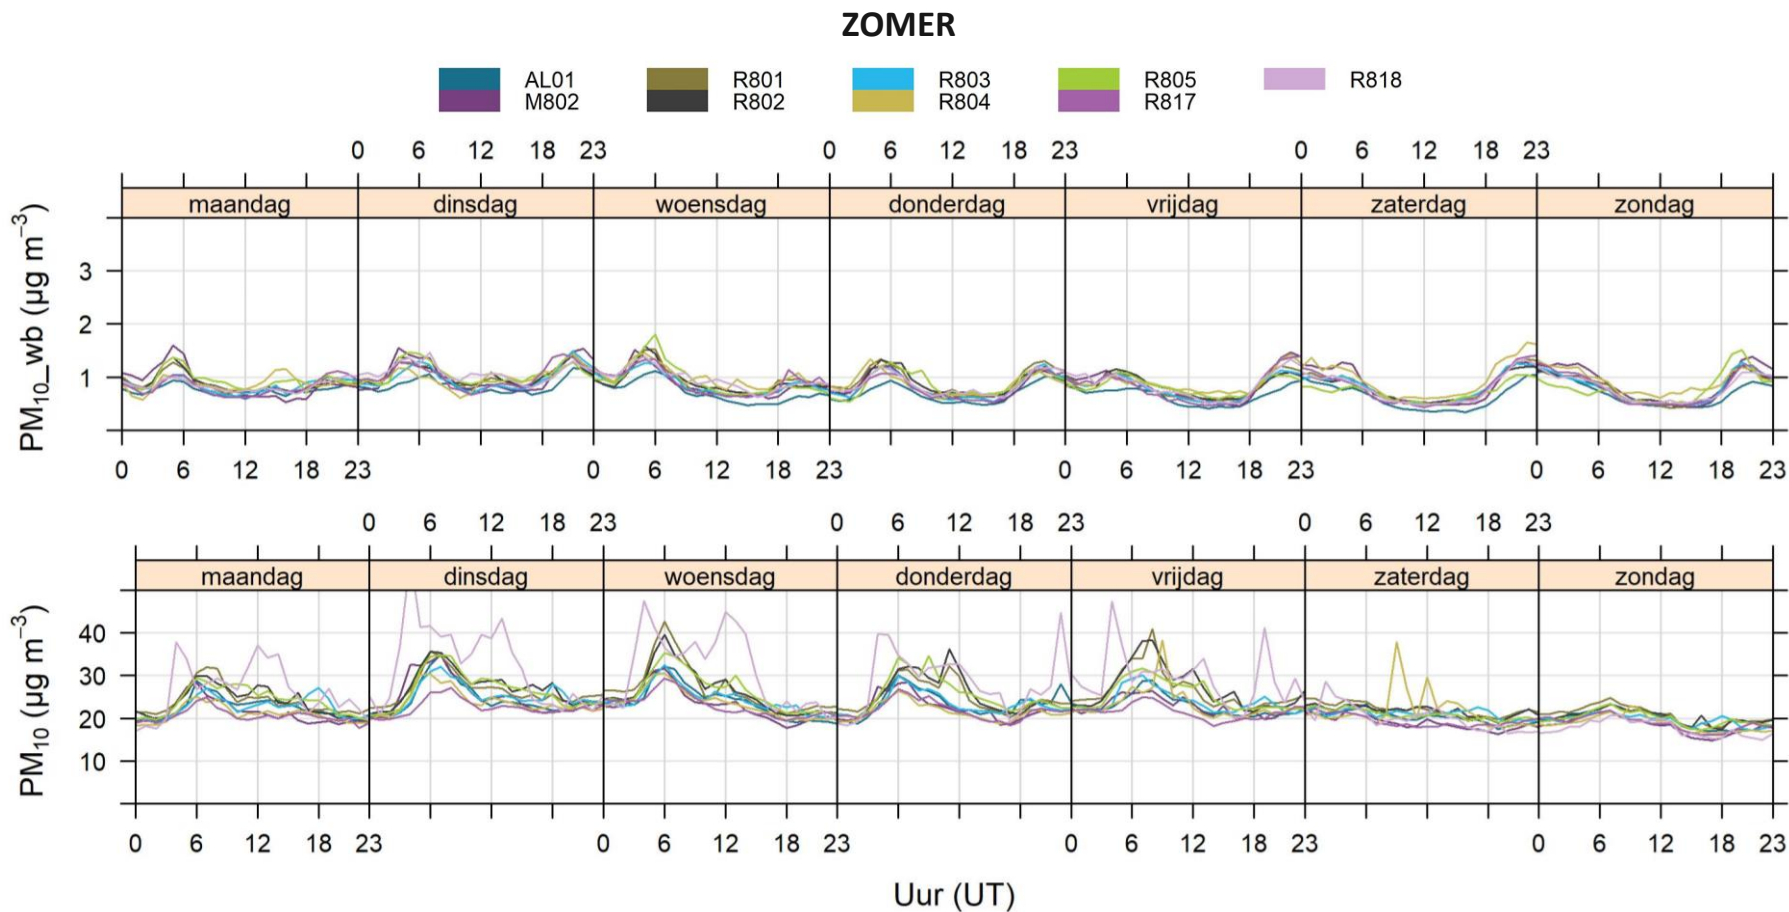 ZOMER
AL01 R801 R803 R805 R818
M802 R802 R804 R817
0 6 12 18 23 0 6 12 18 23 0 6 12 18 23
maandag dinsdag woensdag donderdag vrijdag zaterdag zondag
PM₁₀_wb (µg m⁻³)
3
2
1
0 6 12 18 23 0 6 12 18 23 0 6 12 18 23 0 6 12 18 23
0 6 12 18 23 0 6 12 18 23 0 6 12 18 23
maandag dinsdag woensdag donderdag vrijdag zaterdag zondag
PM₁₀ (µg m⁻³)
40
30
20
10
0 6 12 18 23 0 6 12 18 23 0 6 12 18 23 0 6 12 18 23
Uur (UT)